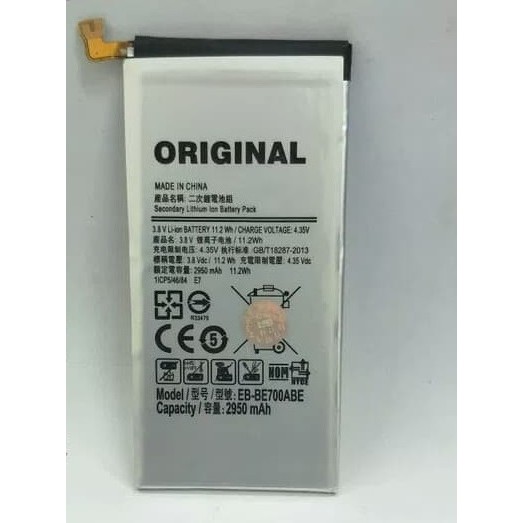 ORIGINAL
MADE IN CHINA
產品名稱: 二次鋰電池組
Secondary Lithium Ion Battery Pack
3.8 V Li-ion BATTERY 11.2 Wh / CHARGE VOLTAGE: 4.35V
产品名: 3.8 V 锂离子电池 / 11.2Wh
充电限制电压: 4.35V 执行标准: GB/T18287-2013
標稱電壓: 3.8 Vdc / 11.2 Wh 充電限制電壓: 4.35 Vdc
額定電容量: 2950 mAh 11.2Wh
1ICP5/46/84 E7
R33475
5
HOM
Model / 型号 / 型號: EB-BE700ABE
Capacity / 容量: 2950 mAh